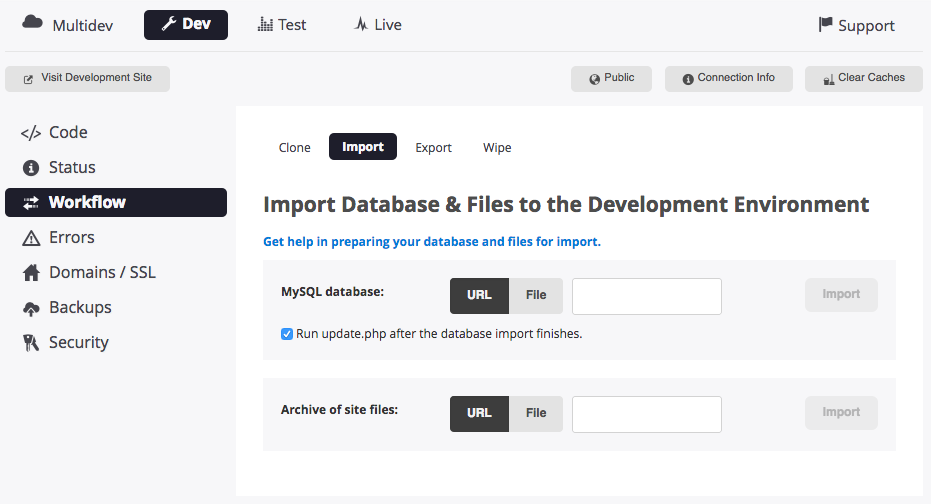 Multidev Dev Test Live Support
Visit Development Site Public Connection Info Clear Caches
Code
Status
Workflow
Errors
Domains / SSL
Backups
Security
Clone Import Export Wipe
Import Database & Files to the Development Environment
Get help in preparing your database and files for import.
MySQL database: URL File Import
Run update.php after the database import finishes.
Archive of site files: URL File Import